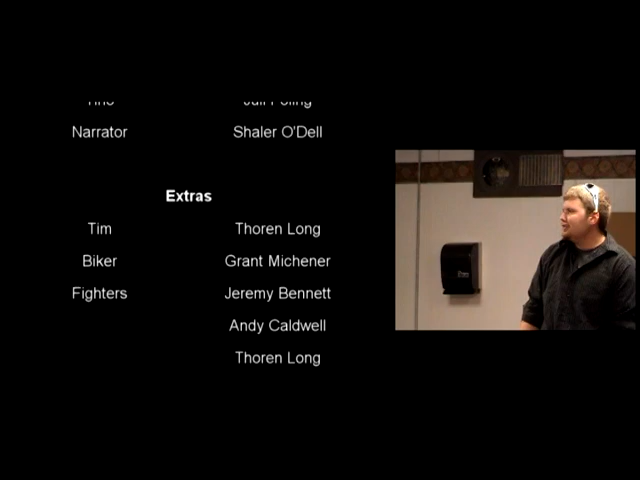 Narrator Shaler O'Dell
Extras
Tim Thoren Long
Biker Grant Michener
Fighters Jeremy Bennett
Andy Caldwell
Thoren Long